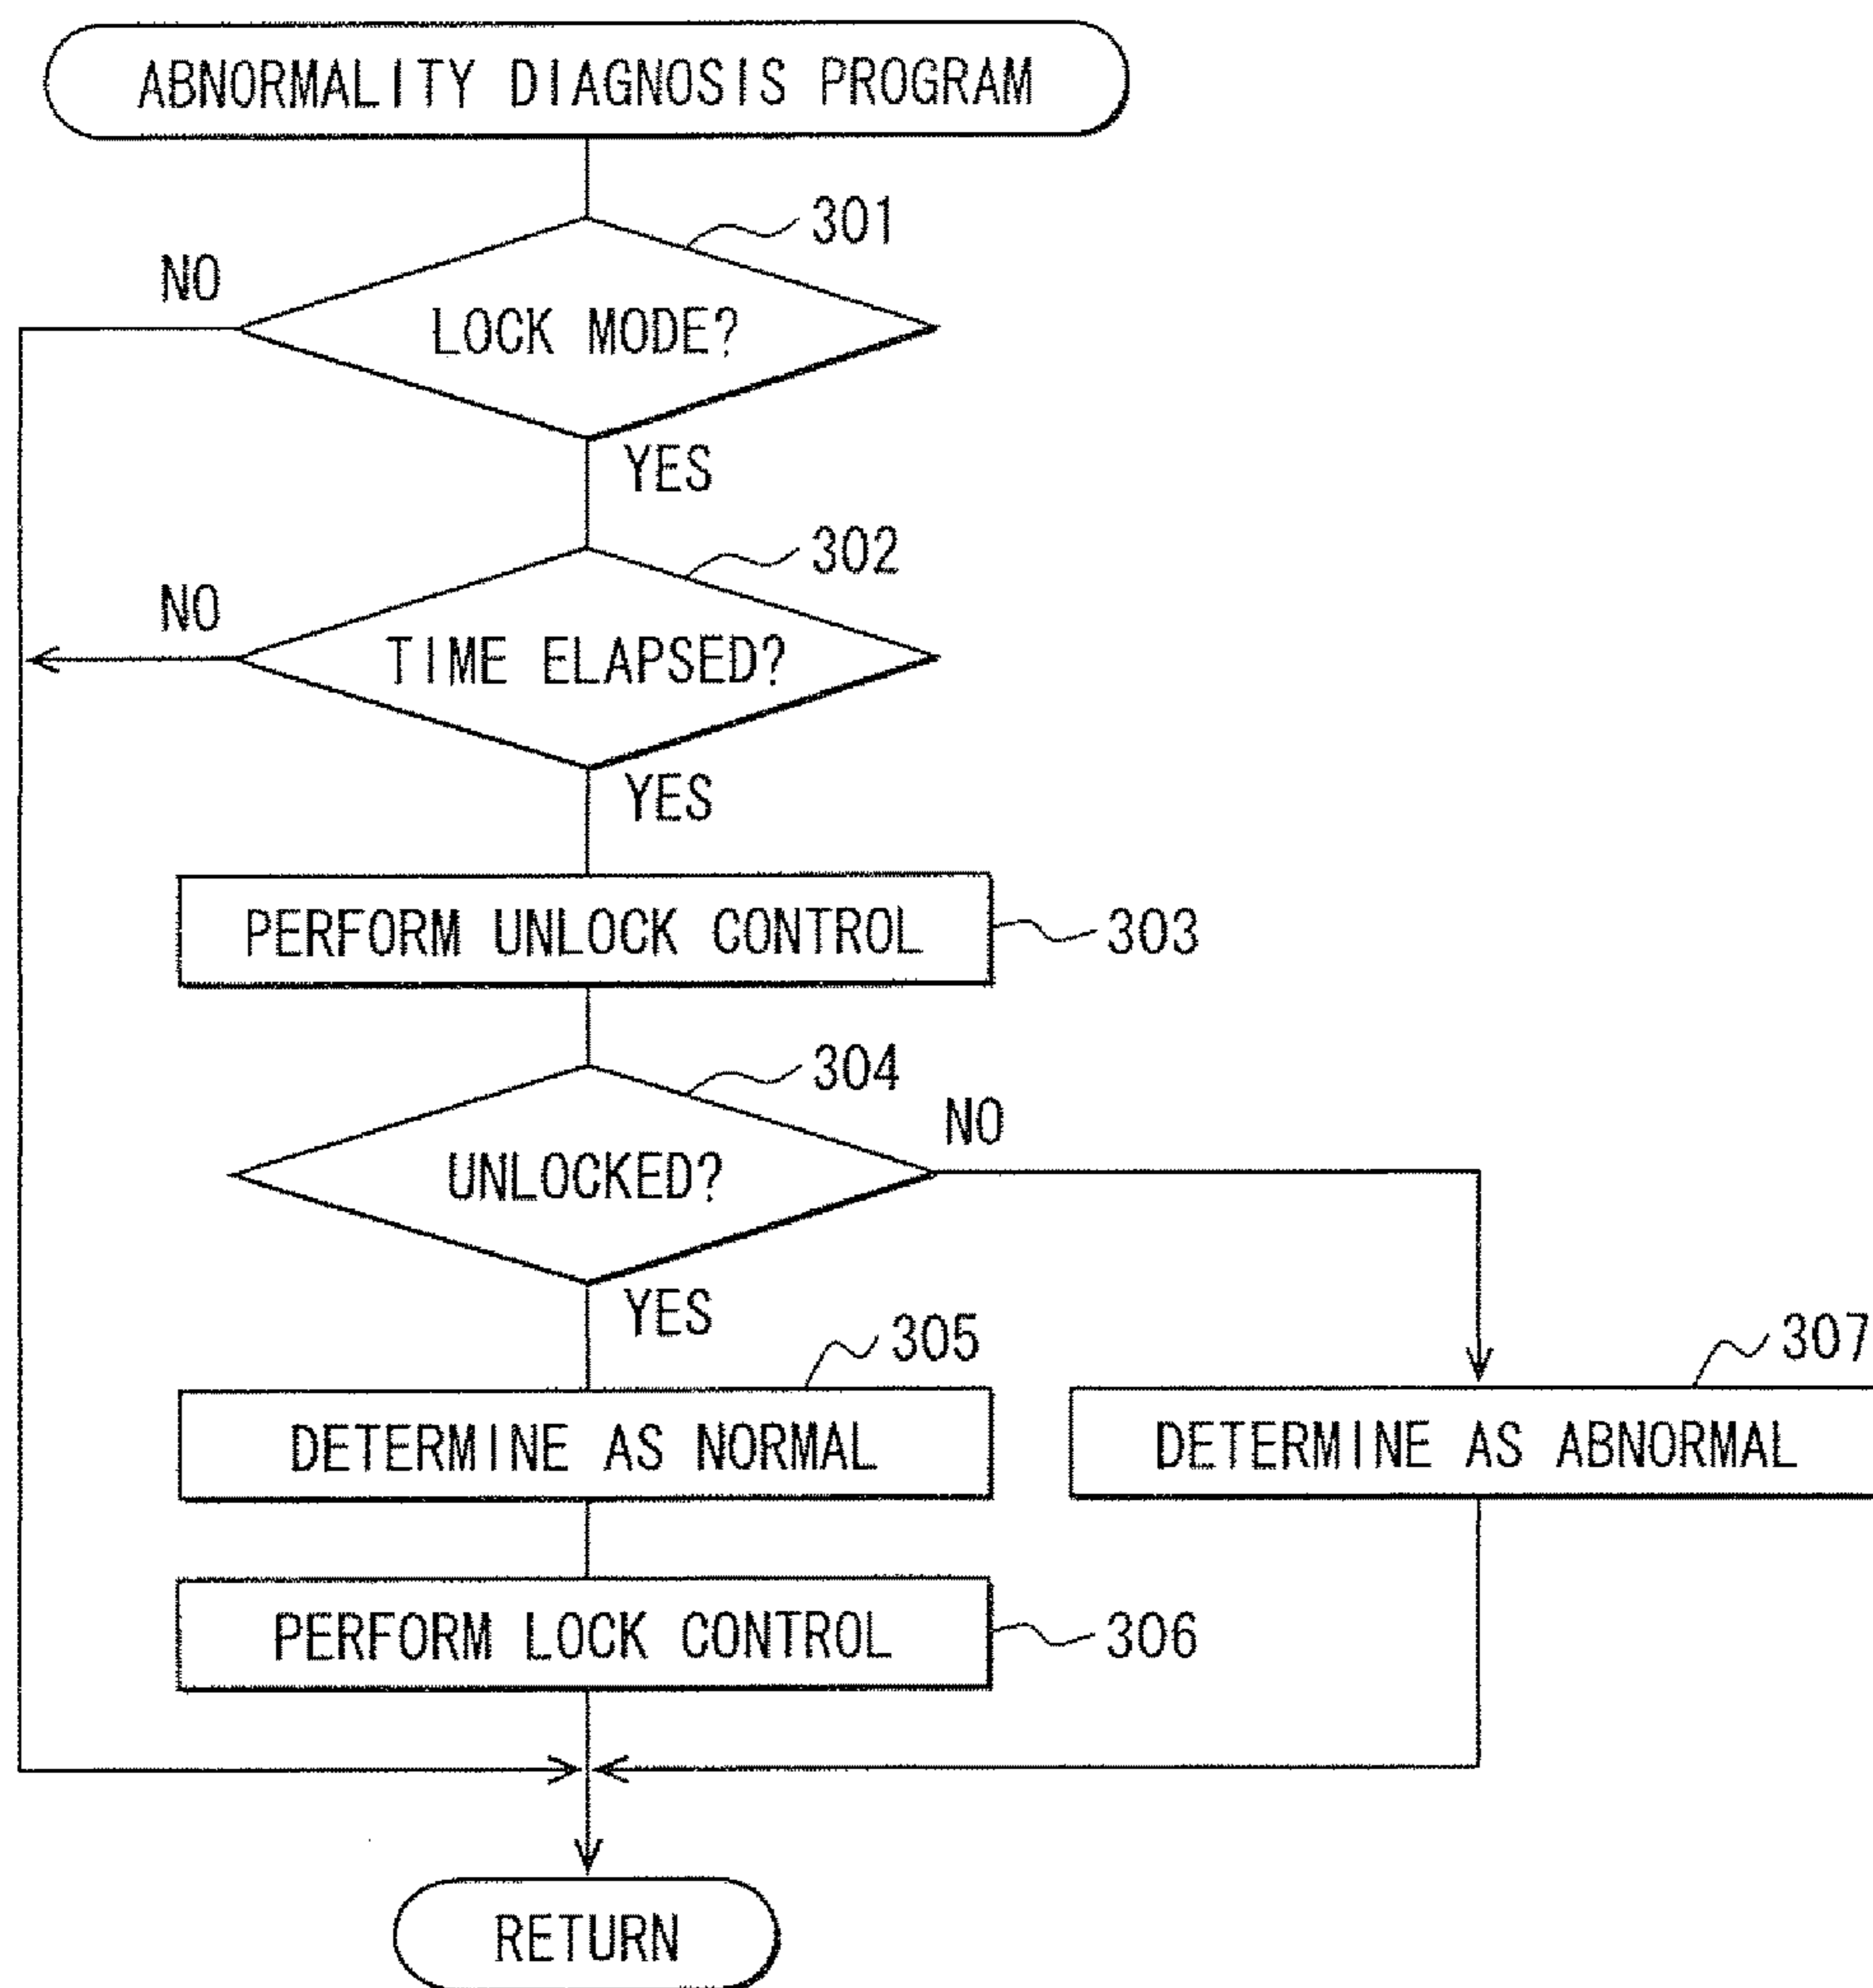 ABNORMALITY DIAGNOSIS PROGRAM
301
NO
LOCK MODE?
YES
302
NO
TIME ELAPSED?
YES
PERFORM UNLOCK CONTROL
303
304
NO
UNLOCKED?
YES
305
307
DETERMINE AS NORMAL
DETERMINE AS ABNORMAL
PERFORM LOCK CONTROL
306
RETURN